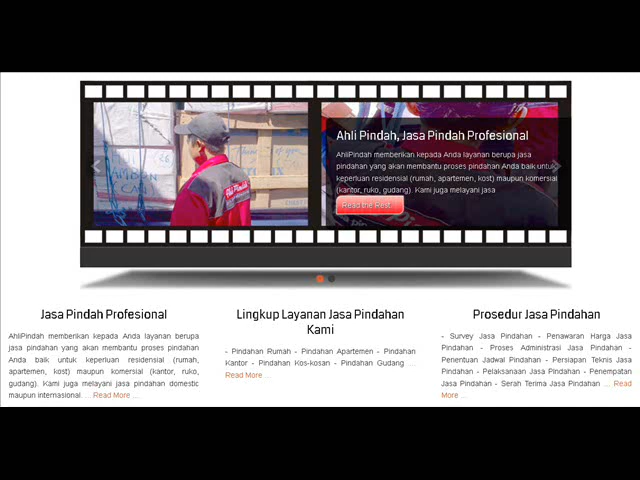 Ahli Pindah, Jasa Pindah Profesional
AhliPindah memberikan kepada Anda layanan berupa jasa
pindahan yang akan membantu proses pindahan Anda baik untuk
keperluan residensial (rumah, apartemen, kost) maupun komersial
(kantor, ruko, gudang). Kami juga melayani jasa
Read the Rest..
Jasa Pindah Profesional
AhliPindah memberikan kepada Anda layanan berupa
jasa pindahan yang akan membantu proses pindahan
Anda baik untuk keperluan residensial (rumah,
apartemen, kost) maupun komersial (kantor, ruko,
gudang). Kami juga melayani jasa pindahan domestic
maupun internasional. ... Read More ...
Lingkup Layanan Jasa Pindahan
Kami
- Pindahan Rumah - Pindahan Apartemen - Pindahan
Kantor - Pindahan Kos-kosan - Pindahan Gudang ...
Read More ...
Prosedur Jasa Pindahan
- Survey Jasa Pindahan - Penawaran Harga Jasa
Pindahan - Proses Administrasi Jasa Pindahan -
Penentuan Jadwal Pindahan - Persiapan Teknis Jasa
Pindahan - Pelaksanaan Jasa Pindahan - Penempatan
Jasa Pindahan - Serah Terima Jasa Pindahan ... Read
More ...